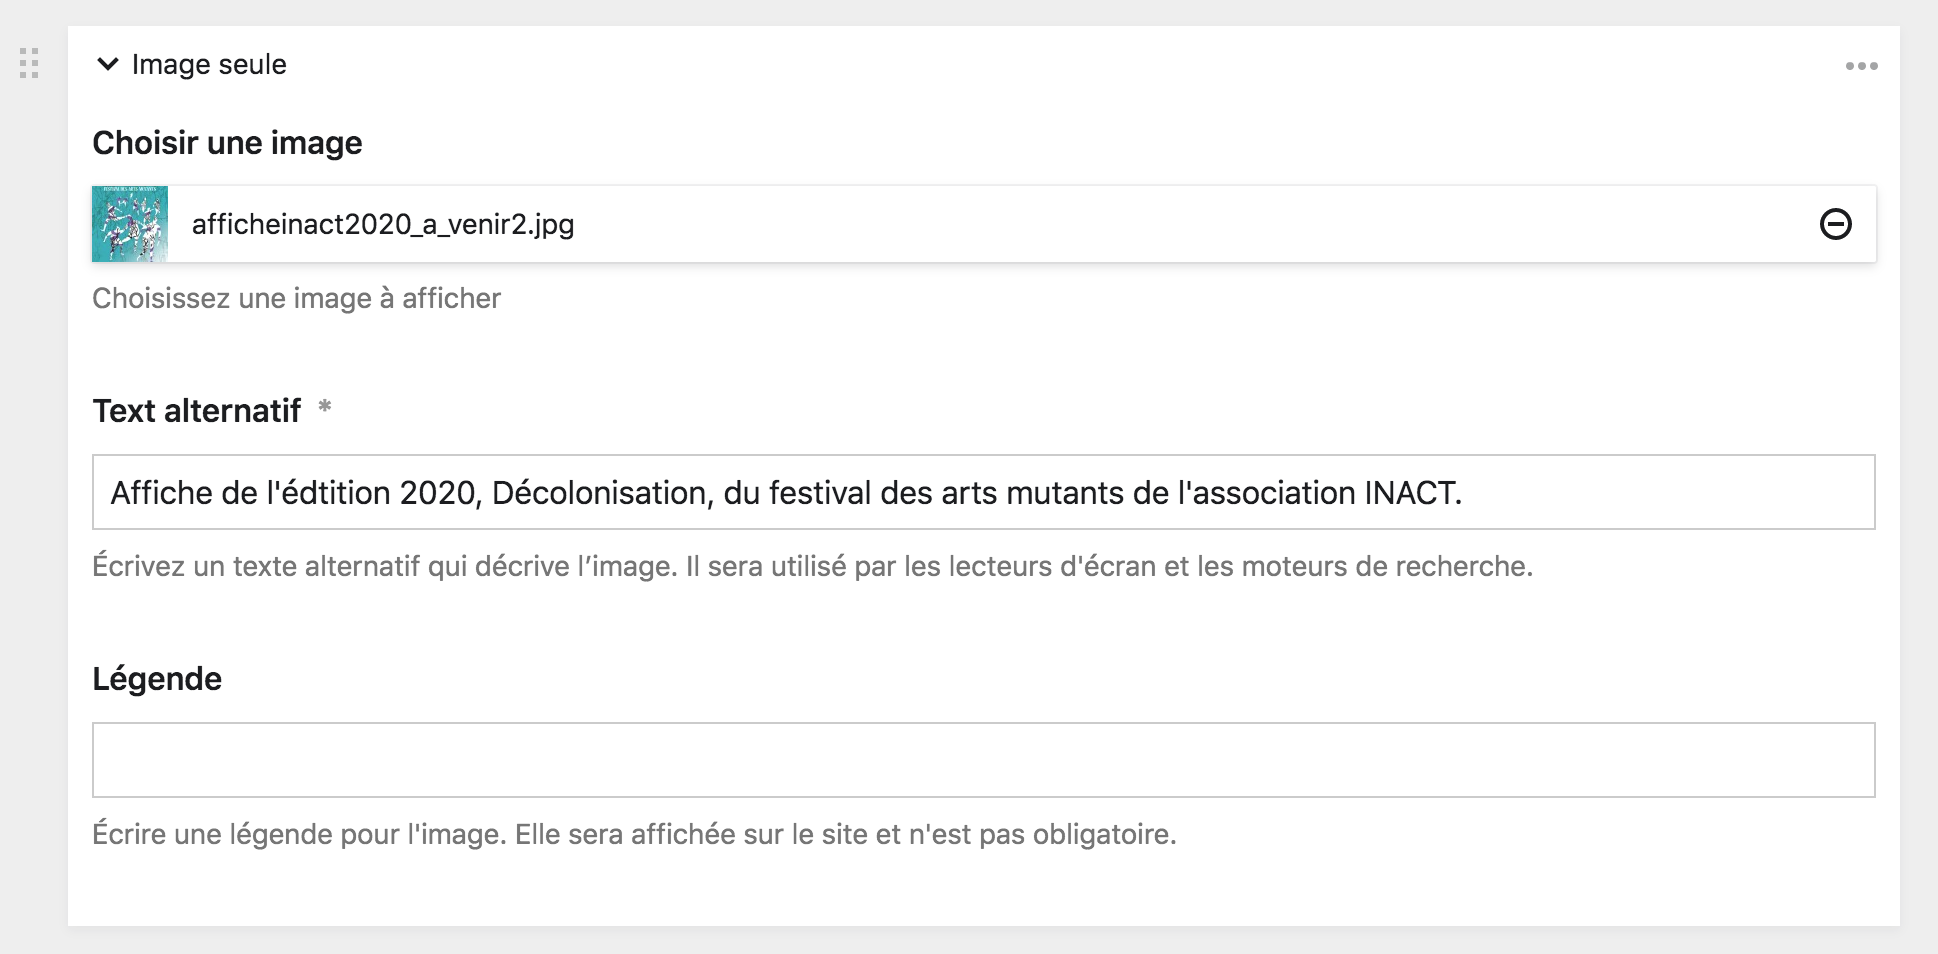 Image seule
Choisir une image
afficheinact2020_a_venir2.jpg
Choisissez une image à afficher
Text alternatif *
Affiche de l'édtition 2020, Décolonisation, du festival des arts mutants de l'association INACT.
Écrivez un texte alternatif qui décrive l’image. Il sera utilisé par les lecteurs d'écran et les moteurs de recherche.
Légende
Écrire une légende pour l'image. Elle sera affichée sur le site et n'est pas obligatoire.